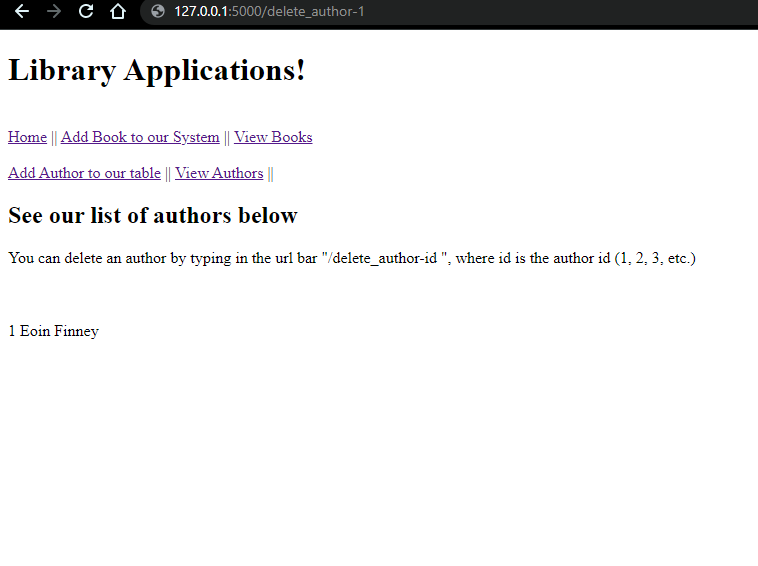 127.0.0.1:5000/delete_author-1
Library Applications!
Home || Add Book to our System || View Books
Add Author to our table || View Authors ||
See our list of authors below
You can delete an author by typing in the url bar "/delete_author-id ", where id is the author id (1, 2, 3, etc.)
1 Eoin Finney